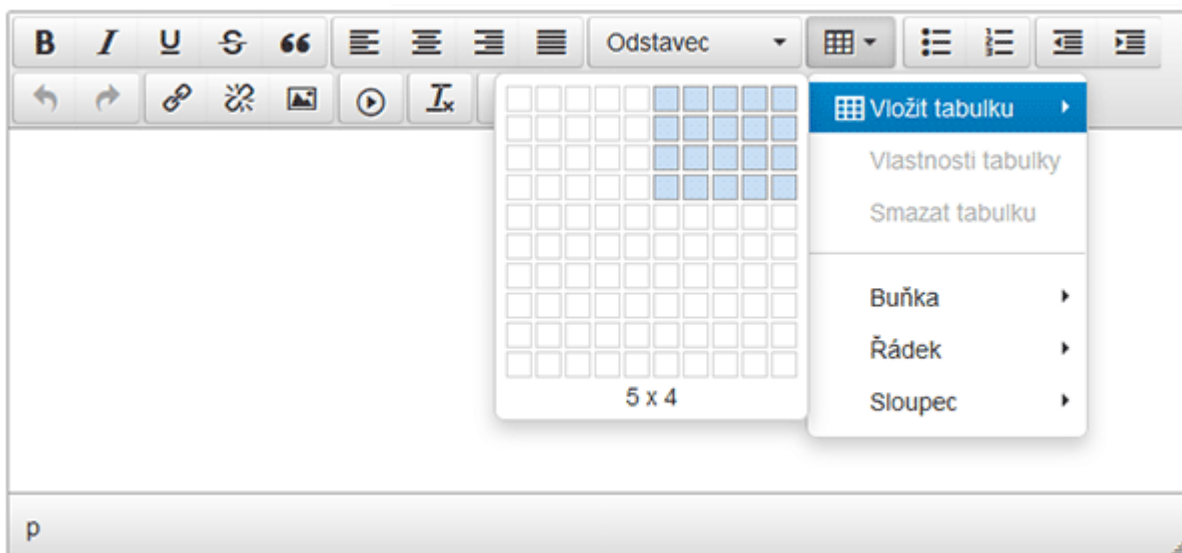 B I U S Odstavec
Vložit tabulku
Vlastnosti tabulky
Smazat tabulku
Buňka
Řádek
Sloupec
5 x 4
p